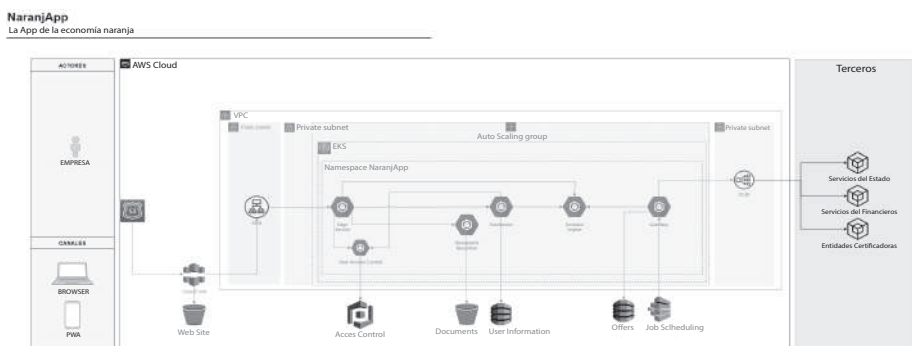 NaranjApp
La App de la economía naranja
ACTORES
AWS Cloud
Terceros
VPC
Private subnet
Private subnet
Auto Scaling group
EKS
Namespace NaranjApp
EMPRESA
Servicios del Estado
Servicios del Financieros
Entidades Certificadoras
CANALES
BROWSER
PWA
Web Site
Acces Control
Documents
User Information
Offers
Job Sclheduling